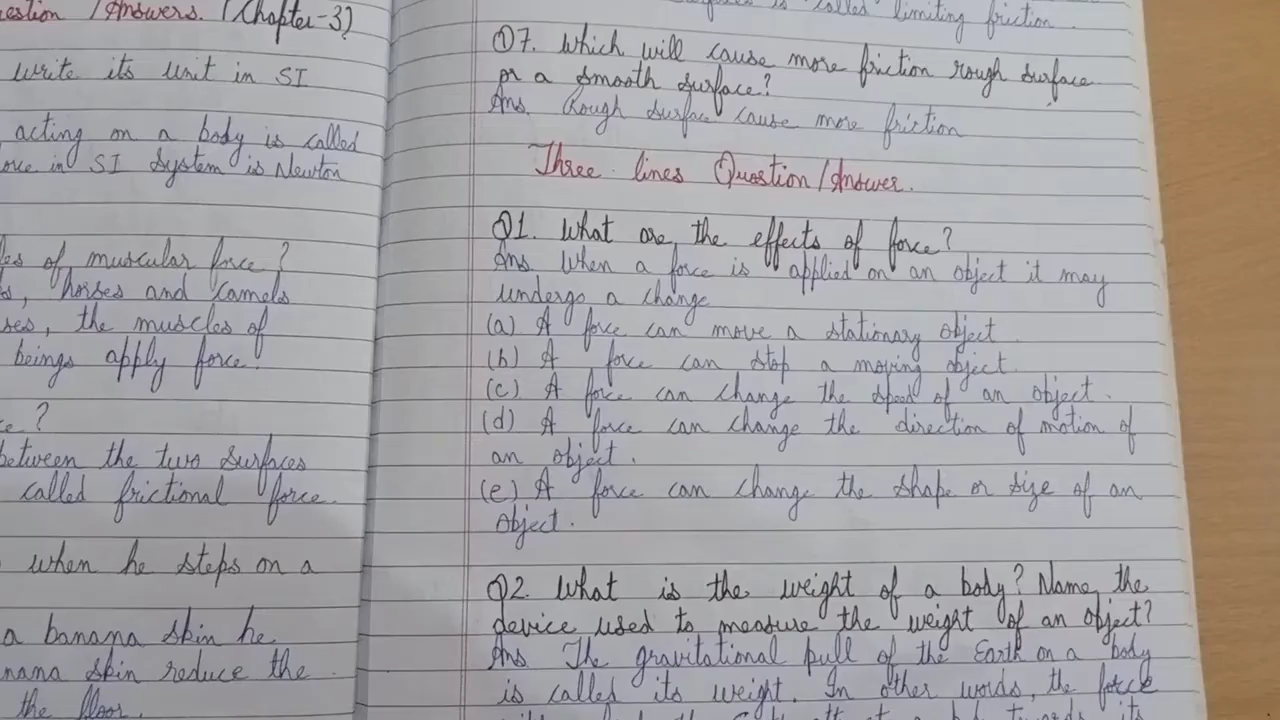 estion /Answers. (Chapter-3)
write its unit in SI
acting on a body is called
orce in SI System is Newton
les of muscular force?
s, horses and camels
ses, the muscles of
beings apply force.
ce?
between the two surfaces
called frictional force.
when he steps on a
a banana skin he
nana skin reduce the
the floor.
is called limiting friction.
Q7. Which will cause more friction rough surface
or a smooth surface?
Ans. Rough surface cause more friction
Three lines Question/Answer.
Q1. What are the effects of force?
Ans When a force is applied on an object it may
undergo a change
(a) A force can move a stationary object
(b) A force can stop a moving object.
(c) A force can change the speed of an object.
(d) A force can change the direction of motion of
an object.
(e) A force can change the shape or size of an
object.
Q2. What is the weight of a body? Name the
device used to measure the weight of an object?
Ans The gravitational pull of the Earth on a body
is called its weight. In other words, the force
towards its